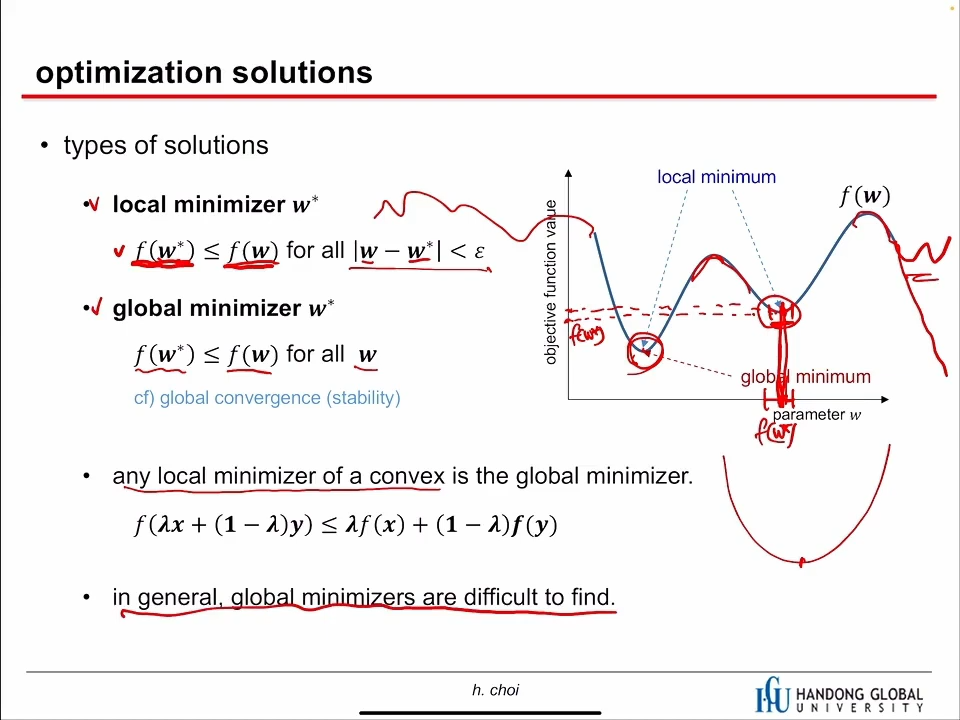 optimization solutions
• types of solutions
• local minimizer w*
f(w*) ≤ f(w) for all |w − w*| < ε
• global minimizer w*
f(w*) ≤ f(w) for all w
cf) global convergence (stability)
local minimum
f(w)
objective function value
f(w*)
global minimum
parameter w
f(w*)
• any local minimizer of a convex is the global minimizer.
f(λx + (1 − λ)y) ≤ λf(x) + (1 − λ)f(y)
• in general, global minimizers are difficult to find.
h. choi
HGU HANDONG GLOBAL
UNIVERSITY